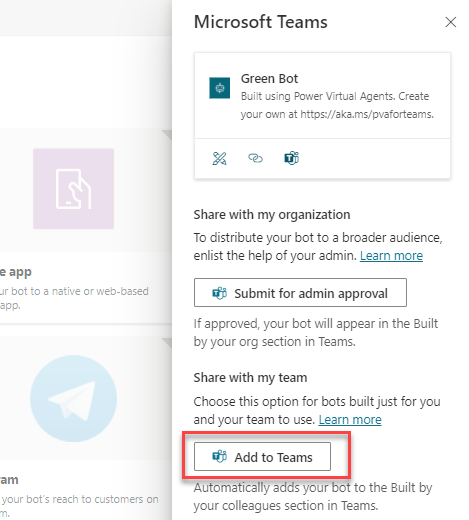 Microsoft Teams
Green Bot
Built using Power Virtual Agents. Create
your own at https://aka.ms/pvaforteams.
Share with my organization
To distribute your bot to a broader audience,
enlist the help of your admin. Learn more
Submit for admin approval
If approved, your bot will appear in the Built
by your org section in Teams.
Share with my team
Choose this option for bots built just for you
and your team to use. Learn more
Add to Teams
Automatically adds your bot to the Built by
your colleagues section in Teams.
e app
ur bot to a native or web-based
app.
ram
your bot's reach to customers on
m.